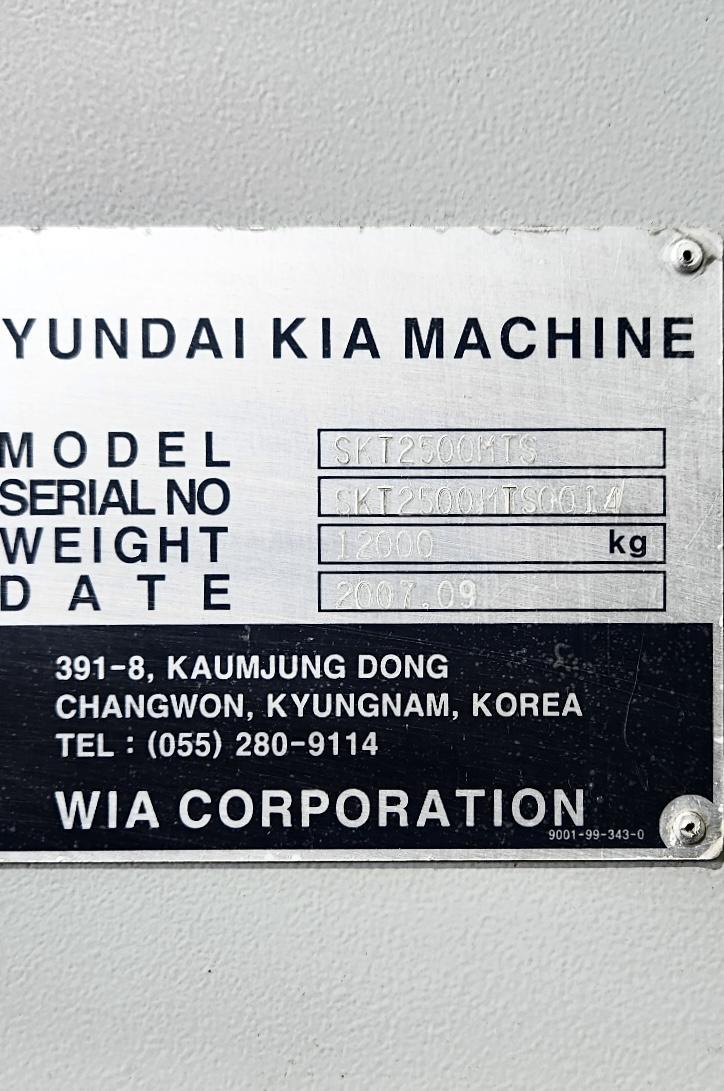 YUNDAI KIA MACHINE
MODEL SKT2500MTS
SERIAL NO SKT2500MTS0014
WEIGHT 12000 kg
DATE 2007.09
391-8, KAUMJUNG DONG
CHANGWON, KYUNGNAM, KOREA
TEL : (055) 280-9114
WIA CORPORATION
9001-99-343-0